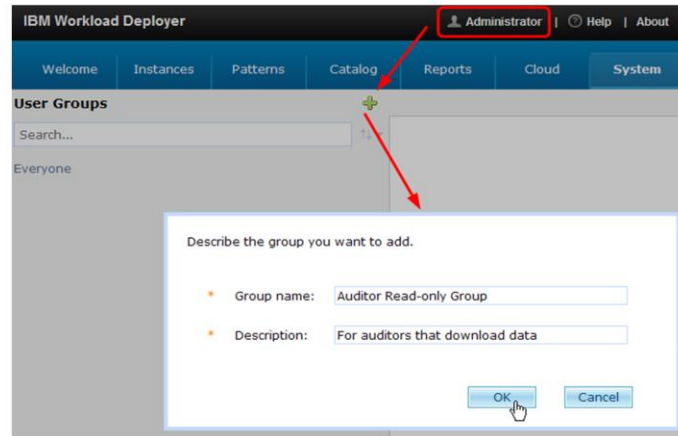 IBM Workload Deployer Administrator | Help | About
Welcome Instances Patterns Catalog Reports Cloud System
User Groups
Search...
Everyone
Describe the group you want to add.
* Group name: Auditor Read-only Group
* Description: For auditors that download data
OK Cancel